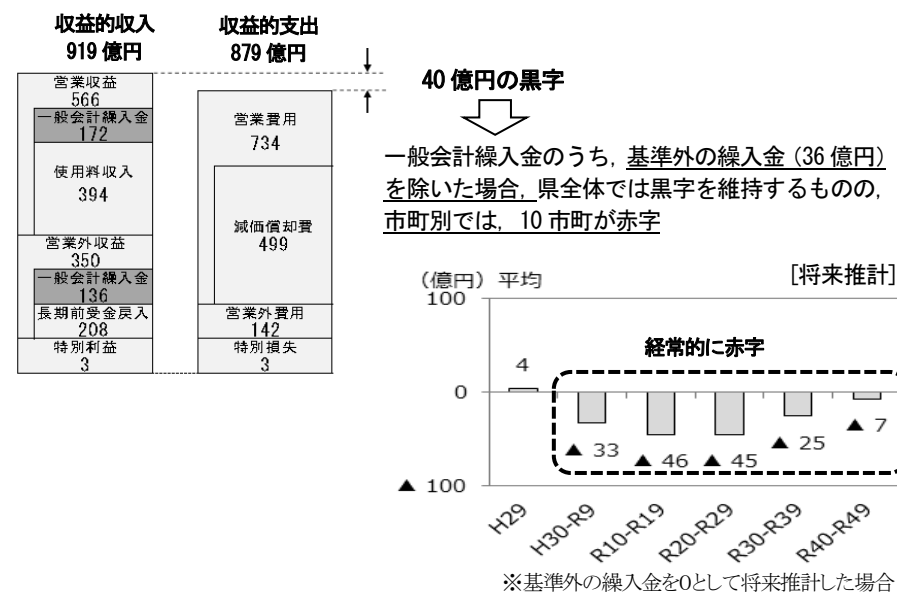 収益的収入
919 億円
収益的支出
879 億円
営業収益
566
一般会計繰入金
172
使用料収入
394
営業外収益
350
一般会計繰入金
136
長期前受金戻入
208
特別利益
3
営業費用
734
減価償却費
499
営業外費用
142
特別損失
3
40 億円の黒字
一般会計繰入金のうち，基準外の繰入金（36 億円）
を除いた場合，県全体では黒字を維持するものの，
市町別では，10 市町が赤字
（億円）平均
[将来推計]
100
0
▲ 100
経常的に赤字
4
▲ 33
▲ 46
▲ 45
▲ 25
▲ 7
H29
H30-R9
R10-R19
R20-R29
R30-R39
R40-R49
※基準外の繰入金を0として将来推計した場合